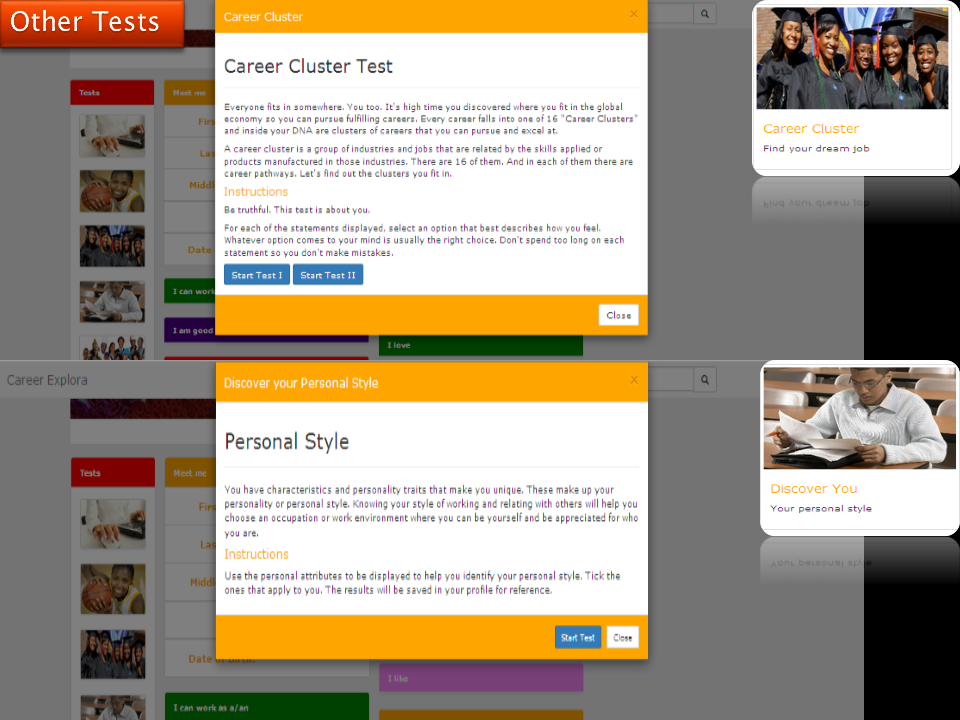 Other Tests
Career Cluster
×
Career Cluster Test
Everyone fits in somewhere. You too. It's high time you discovered where you fit in the global
economy so you can pursue fulfilling careers. Every career falls into one of 16 "Career Clusters"
and inside your DNA are clusters of careers that you can pursue and excel at.
A career cluster is a group of industries and jobs that are related by the skills applied or
products manufactured in those industries. There are 16 of them. And in each of them there are
career pathways. Let's find out the clusters you fit in.
Instructions
Be truthful. This test is about you.
For each of the statements displayed, select an option that best describes how you feel.
Whatever option comes to your mind is usually the right choice. Don't spend too long on each
statement so you don't make mistakes.
Start Test I Start Test II
Close
Tests
Meet me
Firs
Las
Middl
Date
I can work
I am good
I love
Career Cluster
Find your dream job
Find your dream job
Career Explora
Discover your Personal Style
×
Personal Style
You have characteristics and personality traits that make you unique. These make up your
personality or personal style. Knowing your style of working and relating with others will help you
choose an occupation or work environment where you can be yourself and be appreciated for who
you are.
Instructions
Use the personal attributes to be displayed to help you identify your personal style. Tick the
ones that apply to you. The results will be saved in your profile for reference.
Start Test Close
Tests
Meet me
Firs
Las
Middl
Date of Birth:
I can work as a/an
I like
Discover You
Your personal style
Your personal style